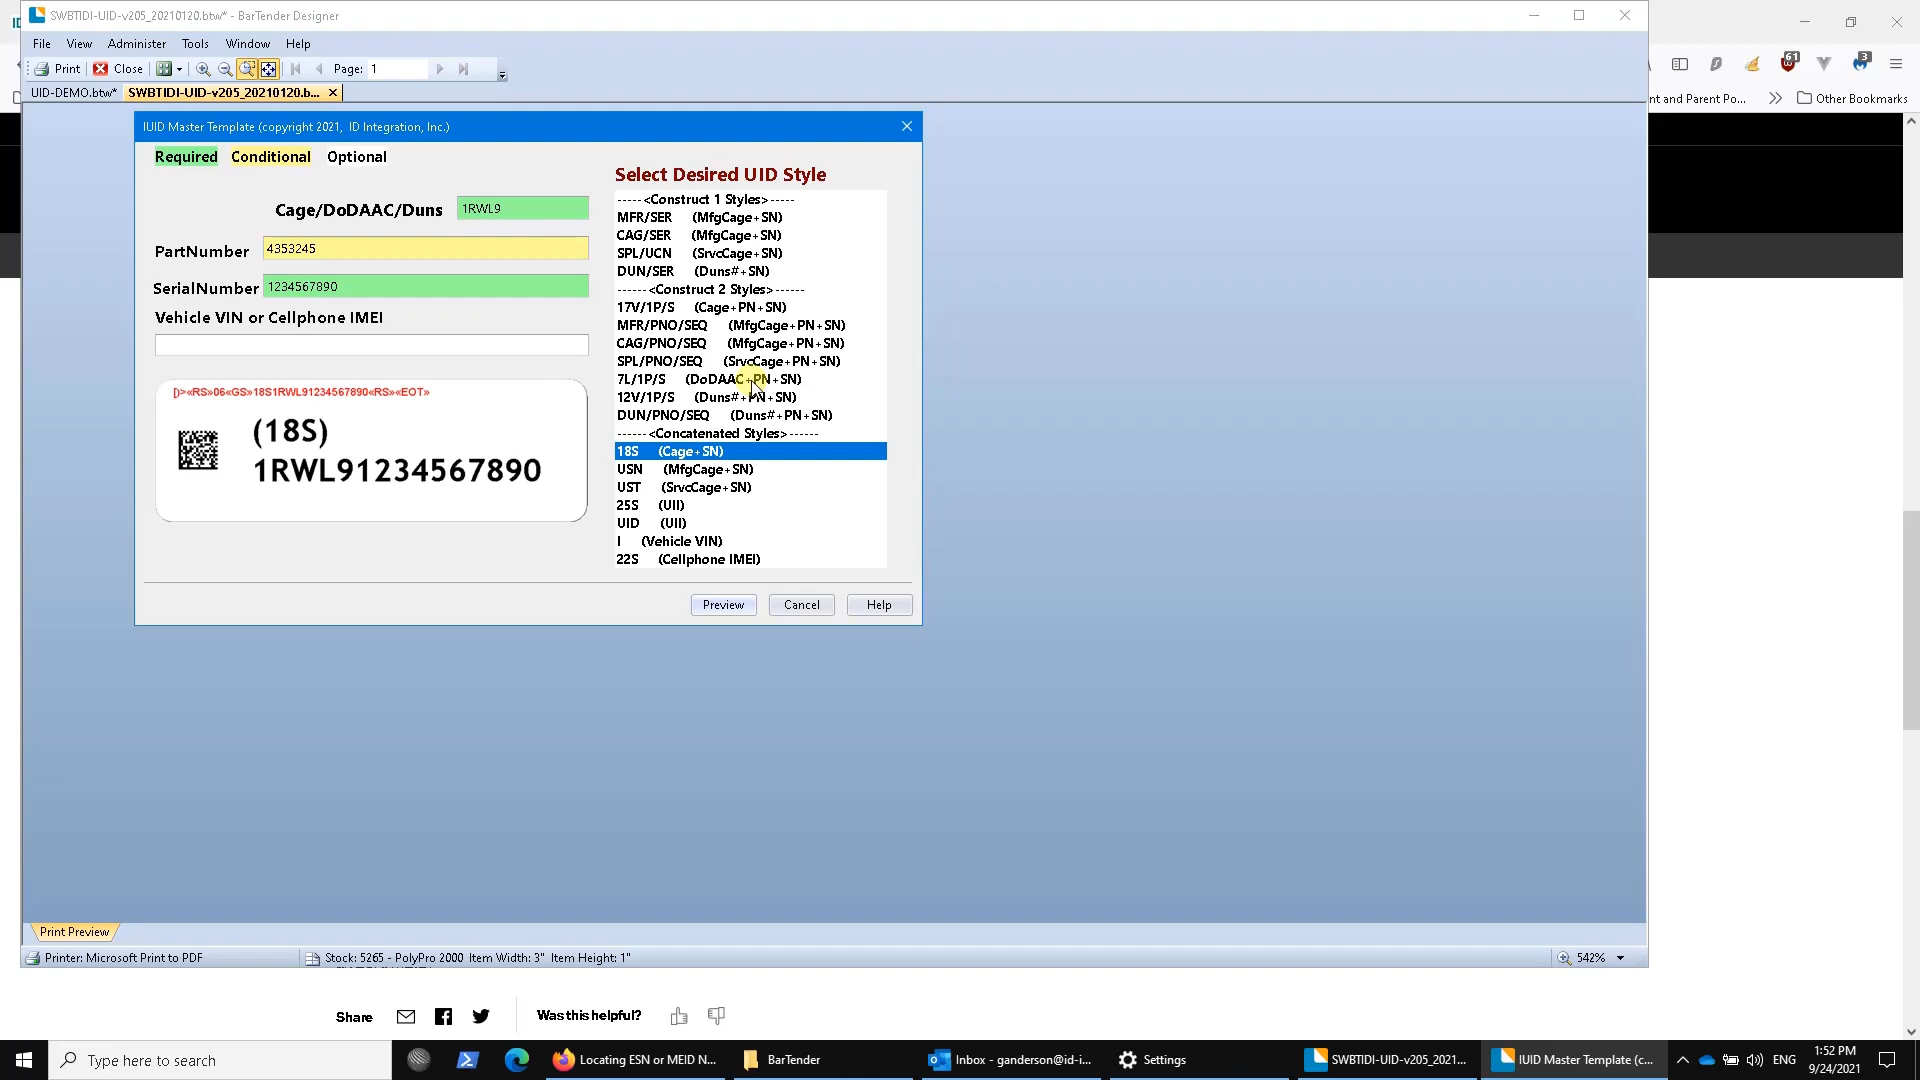 SWBTIDI-UID-v205_20210120.btw* - BarTender Designer
File View Administer Tools Window Help
Print Close Page: 1
UID-DEMO.btw* SWBTIDI-UID-v205_20210120.b...
61 3
nt and Parent Po... Other Bookmarks
IUID Master Template (copyright 2021, ID Integration, Inc.)
Required Conditional Optional
Cage/DoDAAC/Duns 1RWL9
PartNumber 4353245
SerialNumber 1234567890
Vehicle VIN or Cellphone IMEI
[)>«RS»06«GS»18S1RWL91234567890«RS»«EOT»
(18S)
1RWL91234567890
Select Desired UID Style
-----<Construct 1 Styles>-----
MFR/SER (MfgCage+SN)
CAG/SER (MfgCage+SN)
SPL/UCN (SrvcCage+SN)
DUN/SER (Duns#+SN)
------<Construct 2 Styles>------
17V/1P/S (Cage+PN+SN)
MFR/PNO/SEQ (MfgCage+PN+SN)
CAG/PNO/SEQ (MfgCage+PN+SN)
SPL/PNO/SEQ (SrvcCage+PN+SN)
7L/1P/S (DoDAAC+PN+SN)
12V/1P/S (Duns#+PN+SN)
DUN/PNO/SEQ (Duns#+PN+SN)
------<Concatenated Styles>------
18S (Cage+SN)
USN (MfgCage+SN)
UST (SrvcCage+SN)
25S (UII)
UID (UII)
I (Vehicle VIN)
22S (Cellphone IMEI)
Preview Cancel Help
Print Preview
Printer: Microsoft Print to PDF Stock: 5265 - PolyPro 2000 Item Width: 3" Item Height: 1" 542%
Share Was this helpful?
Type here to search Locating ESN or MEID N... BarTender Inbox - ganderson@id-i... Settings SWBTIDI-UID-v205_2021... IUID Master Template (c... ENG 1:52 PM
9/24/2021